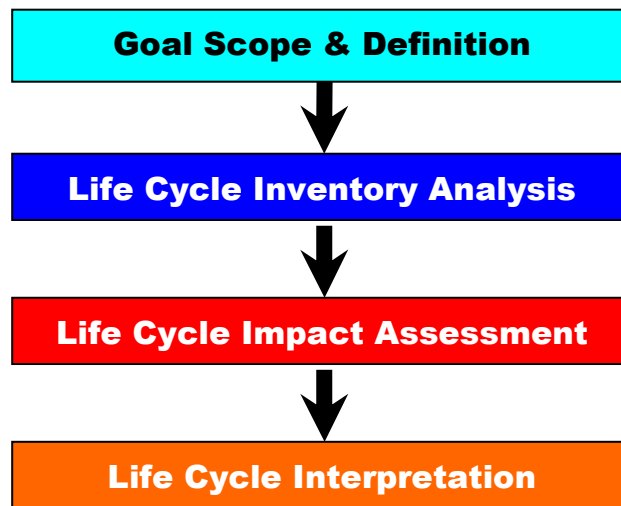 Goal Scope & Definition
Life Cycle Inventory Analysis
Life Cycle Impact Assessment
Life Cycle Interpretation